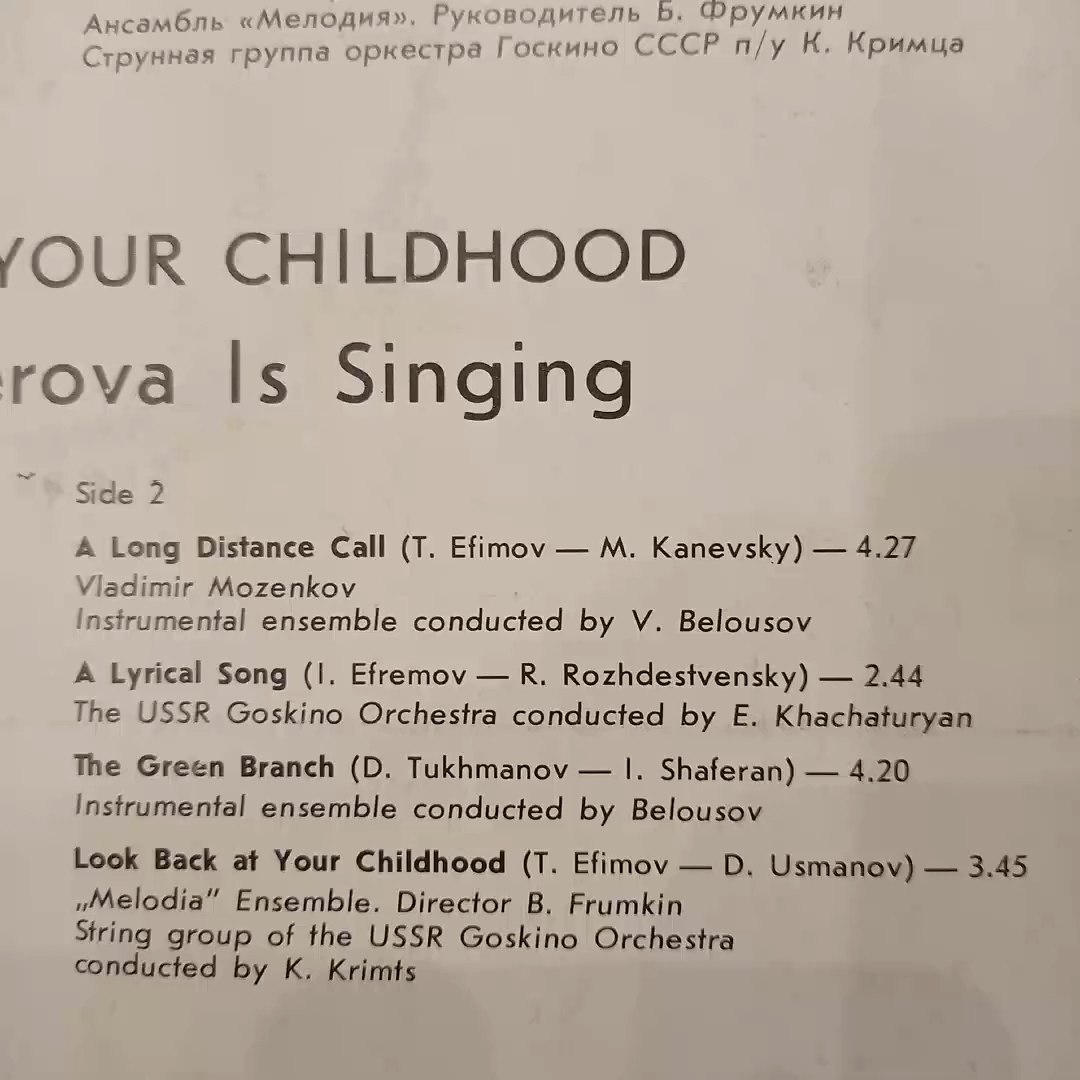 Ансамбль «Мелодия». Руководитель Б. Фрумкин
Струнная группа оркестра Госкино СССР п/у К. Кримца
YOUR CHILDHOOD
erova Is Singing
Side 2
A Long Distance Call (T. Efimov — M. Kanevsky) — 4.27
Vladimir Mozenkov
Instrumental ensemble conducted by V. Belousov
A Lyrical Song (I. Efremov — R. Rozhdestvensky) — 2.44
The USSR Goskino Orchestra conducted by E. Khachaturyan
The Green Branch (D. Tukhmanov — I. Shaferan) — 4.20
Instrumental ensemble conducted by Belousov
Look Back at Your Childhood (T. Efimov — D. Usmanov) — 3.45
„Melodia” Ensemble. Director B. Frumkin
String group of the USSR Goskino Orchestra
conducted by K. Krimts